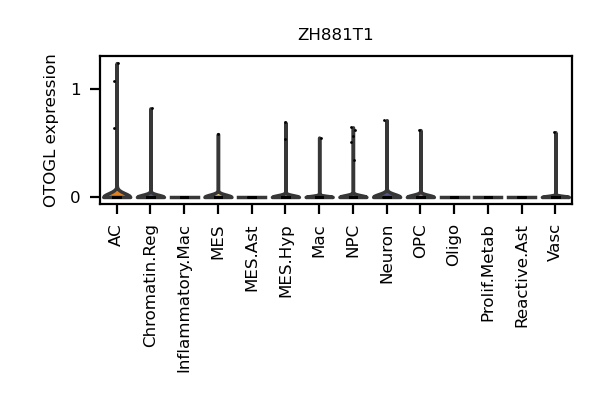 ZH881T1
OTOGL expression
1
0
AC
Chromatin.Reg
Inflammatory.Mac
MES
MES.Ast
MES.Hyp
Mac
NPC
Neuron
OPC
Oligo
Prolif.Metab
Reactive.Ast
Vasc